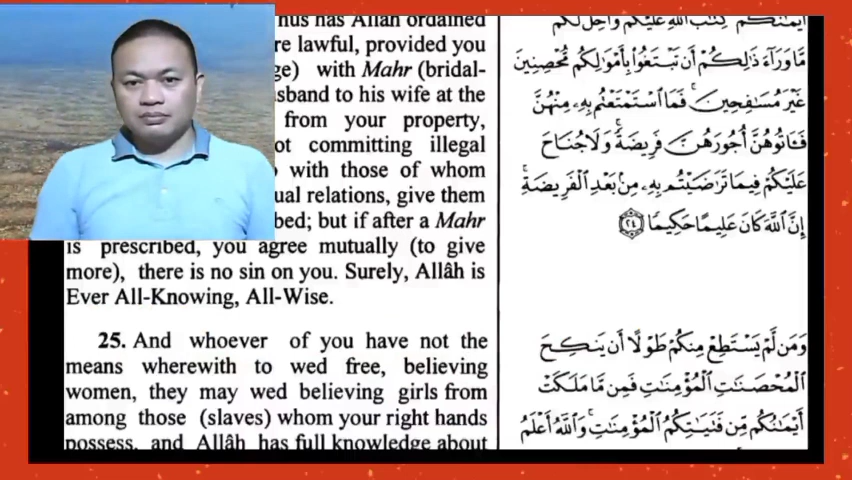 hus has Allâh ordained
re lawful, provided you
ge) with Mahr (bridal-
sband to his wife at the
from your property,
ot committing illegal
with those of whom
ual relations, give them
bed; but if after a Mahr
is prescribed, you agree mutually (to give
more), there is no sin on you. Surely, Allâh is
Ever All-Knowing, All-Wise.
25. And whoever of you have not the
means wherewith to wed free, believing
women, they may wed believing girls from
among those (slaves) whom your right hands
possess, and Allâh has full knowledge about
أَيْمَٰنُكُمْ كِتَٰبَ ٱللَّهِ عَلَيْكُمْ وَأُحِلَّ لَكُم
مَّا وَرَآءَ ذَٰلِكُمْ أَن تَبْتَغُوا۟ بِأَمْوَٰلِكُم مُّحْصِنِينَ
غَيْرَ مُسَٰفِحِينَ ۚ فَمَا ٱسْتَمْتَعْتُم بِهِۦ مِنْهُنَّ
فَـَٔاتُوهُنَّ أُجُورَهُنَّ فَرِيضَةً ۚ وَلَا جُنَاحَ
عَلَيْكُمْ فِيمَا تَرَٰضَيْتُم بِهِۦ مِنۢ بَعْدِ ٱلْفَرِيضَةِ ۚ
إِنَّ ٱللَّهَ كَانَ عَلِيمًا حَكِيمًا ٢٤
وَمَن لَّمْ يَسْتَطِعْ مِنكُمْ طَوْلًا أَن يَنكِحَ
ٱلْمُحْصَنَٰتِ ٱلْمُؤْمِنَٰتِ فَمِن مَّا مَلَكَتْ
أَيْمَٰنُكُم مِّن فَتَيَٰتِكُمُ ٱلْمُؤْمِنَٰتِ ۚ وَٱللَّهُ أَعْلَمُ